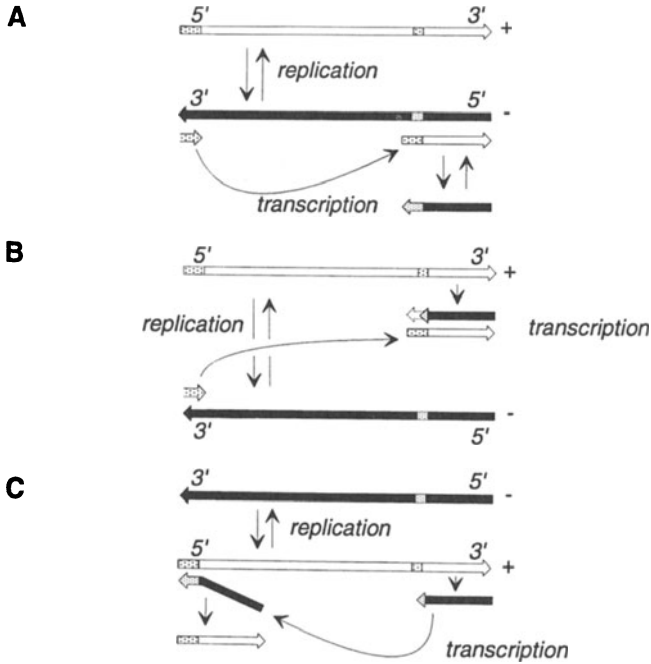 A
5' 3'
+
replication
3' 5'
-
transcription
B
5' 3'
+
replication
transcription
-
3' 5'
C
3' 5'
-
replication
5' 3'
+
transcription